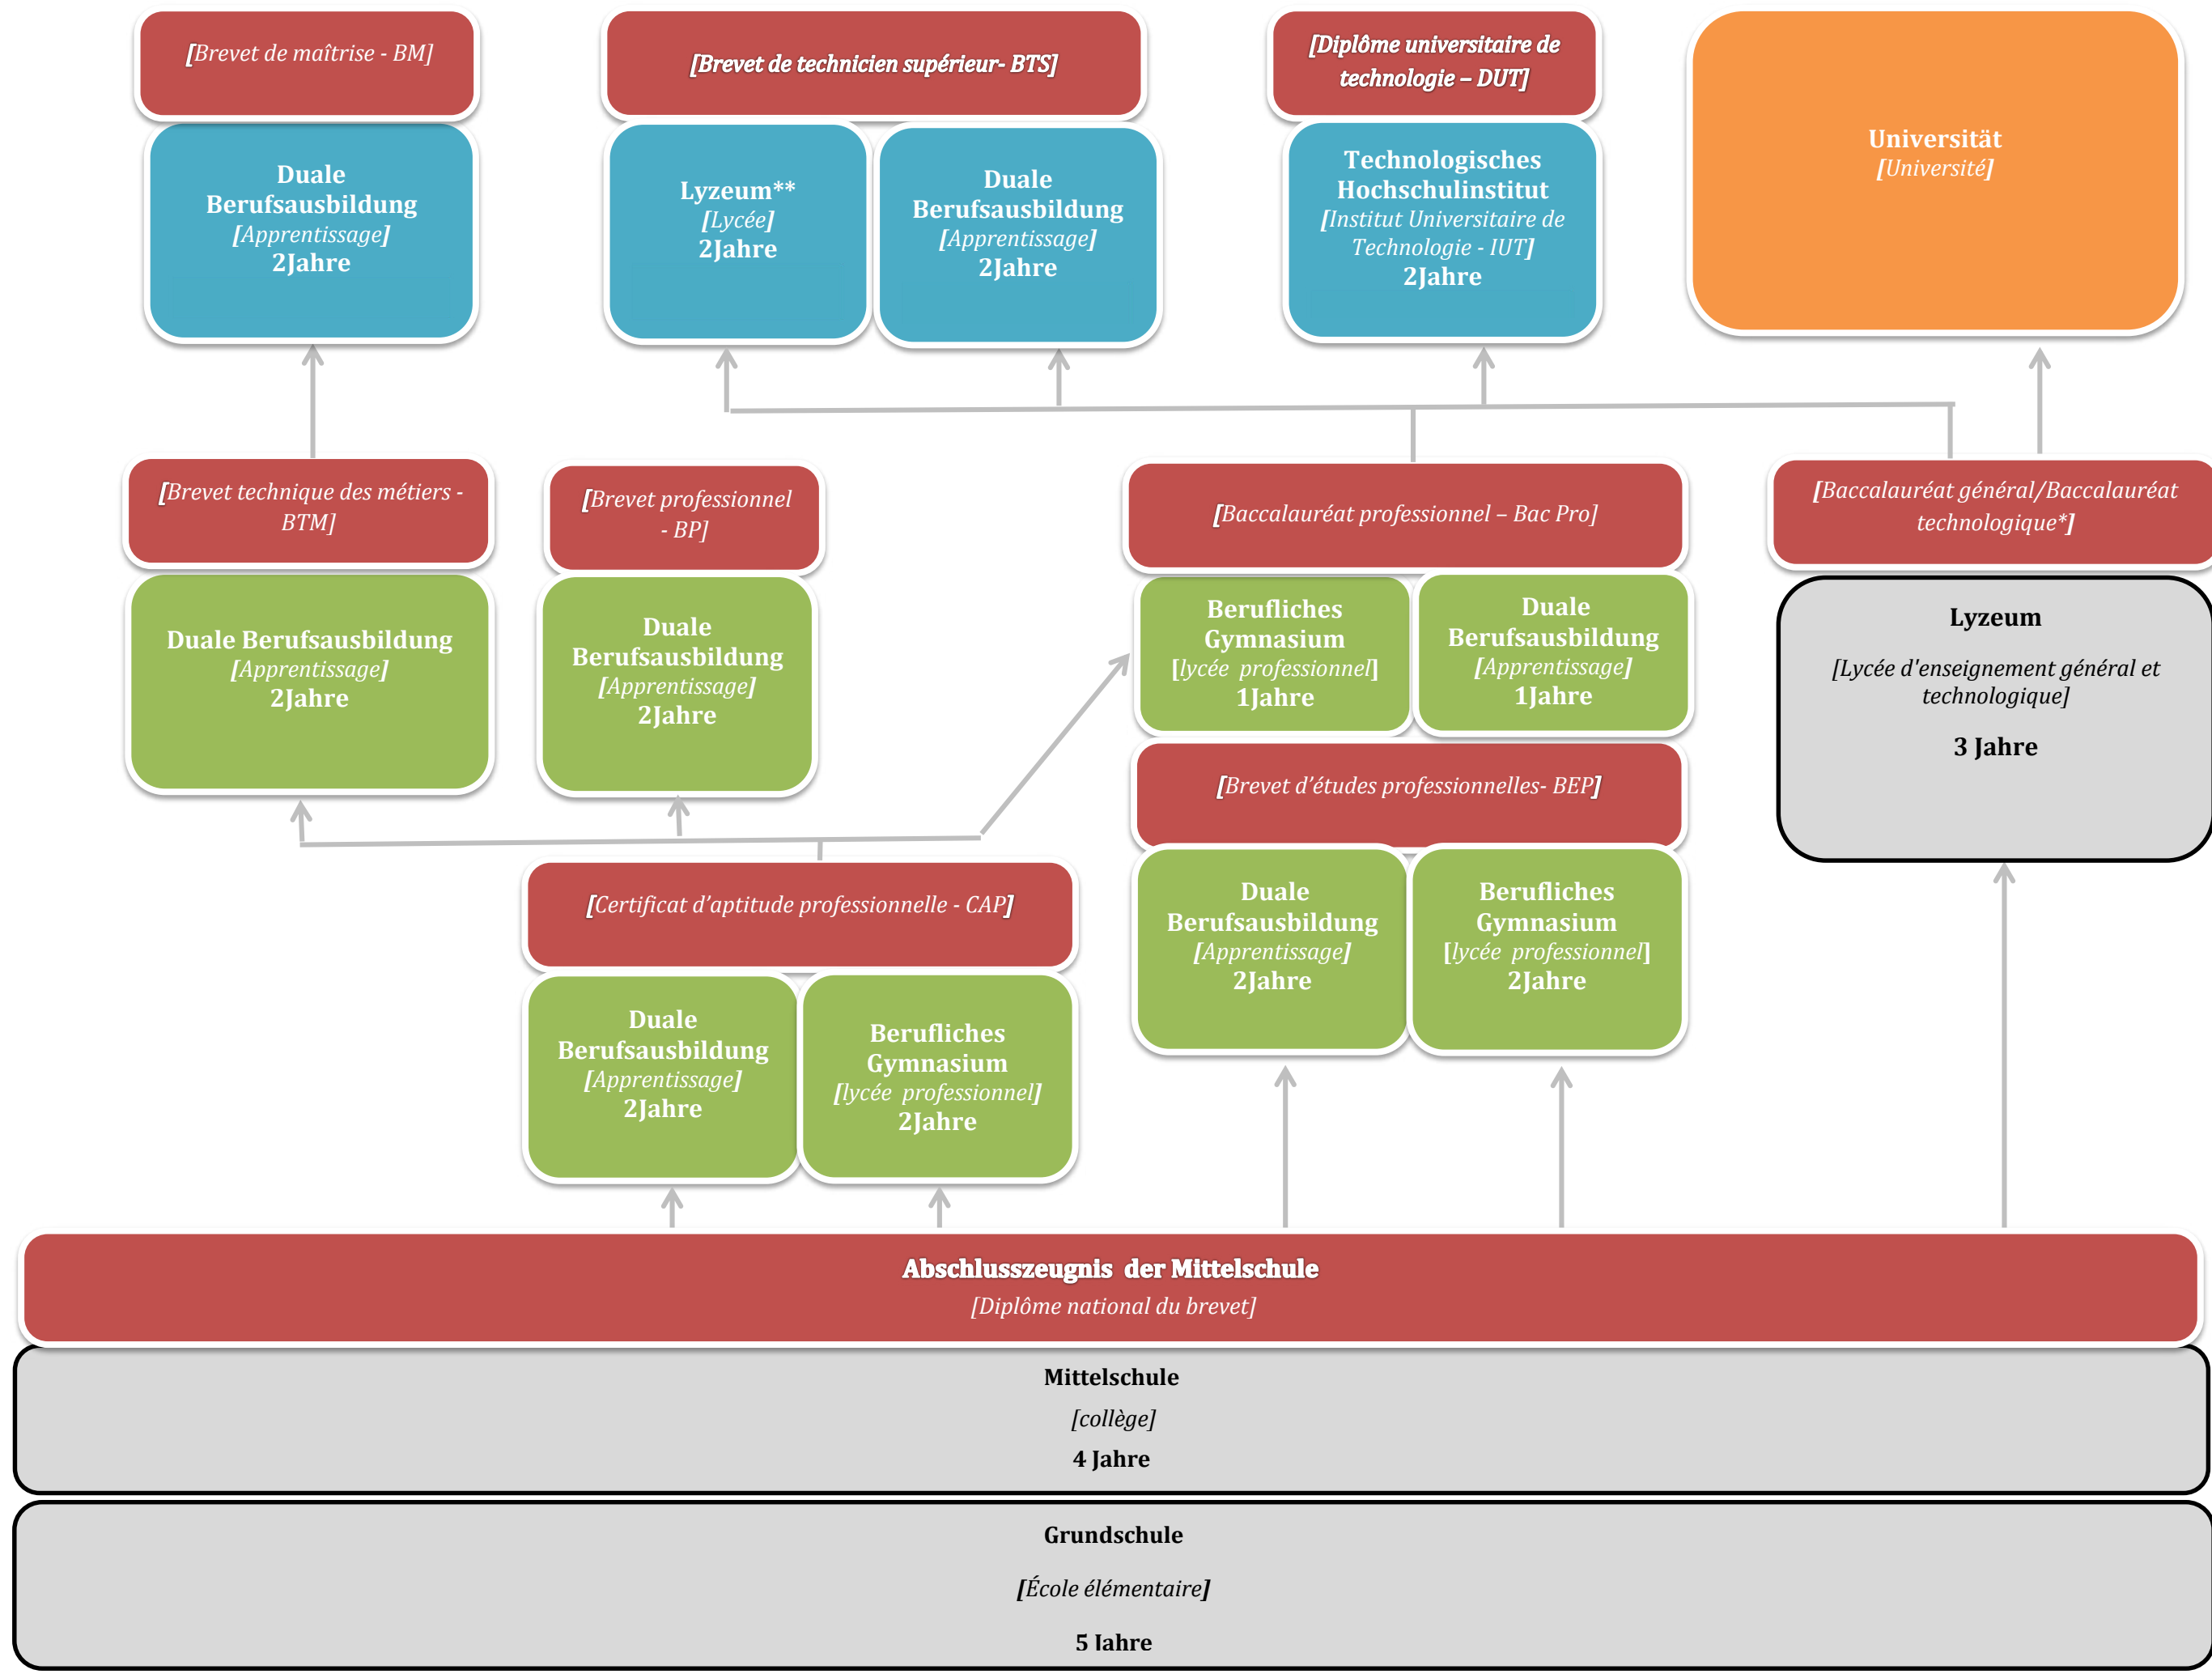 [Brevet de maîtrise - BM]
Duale
Berufsausbildung
[Apprentissage]
2Jahre
[Brevet de technicien supérieur- BTS]
Lyzeum**
[Lycée]
2Jahre
Duale
Berufsausbildung
[Apprentissage]
2Jahre
[Diplôme universitaire de
technologie – DUT]
Technologisches
Hochschulinstitut
[Institut Universitaire de
Technologie - IUT]
2Jahre
Universität
[Université]
[Brevet technique des métiers -
BTM]
Duale Berufsausbildung
[Apprentissage]
2Jahre
[Brevet professionnel
- BP]
Duale
Berufsausbildung
[Apprentissage]
2Jahre
[Baccalauréat professionnel – Bac Pro]
Berufliches
Gymnasium
[lycée professionnel]
1Jahre
Duale
Berufsausbildung
[Apprentissage]
1Jahre
[Baccalauréat général/Baccalauréat
technologique*]
Lyzeum
[Lycée d'enseignement général et
technologique]
3 Jahre
[Brevet d’études professionnelles- BEP]
Duale
Berufsausbildung
[Apprentissage]
2Jahre
Berufliches
Gymnasium
[lycée professionnel]
2Jahre
[Certificat d’aptitude professionnelle - CAP]
Duale
Berufsausbildung
[Apprentissage]
2Jahre
Berufliches
Gymnasium
[lycée professionnel]
2Jahre
Abschlusszeugnis der Mittelschule
[Diplôme national du brevet]
Mittelschule
[collège]
4 Jahre
Grundschule
[École élémentaire]
5 Jahre